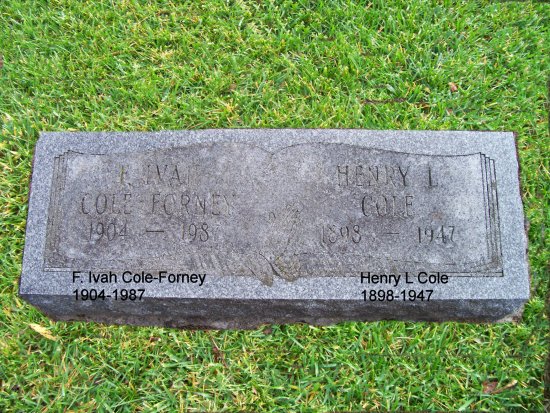 F. IVAH
COLE-FORNEY
1904 — 198
HENRY L
COLE
1898 — 1947
F. Ivah Cole-Forney
1904-1987
Henry L Cole
1898-1947